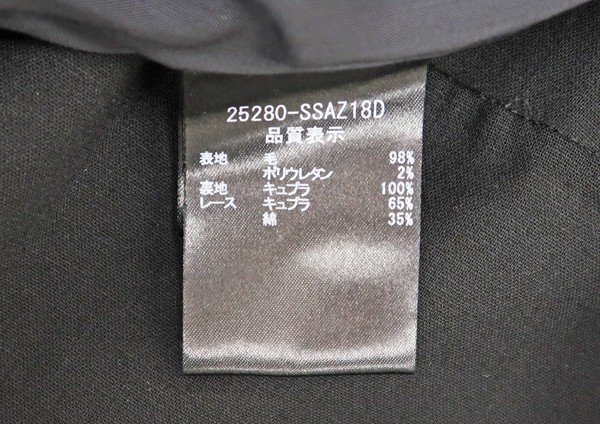 25280-SSAZ18D
品質表示
表地 毛 98%
ポリウレタン 2%
裏地 キュプラ 100%
レース キュプラ 65%
綿 35%